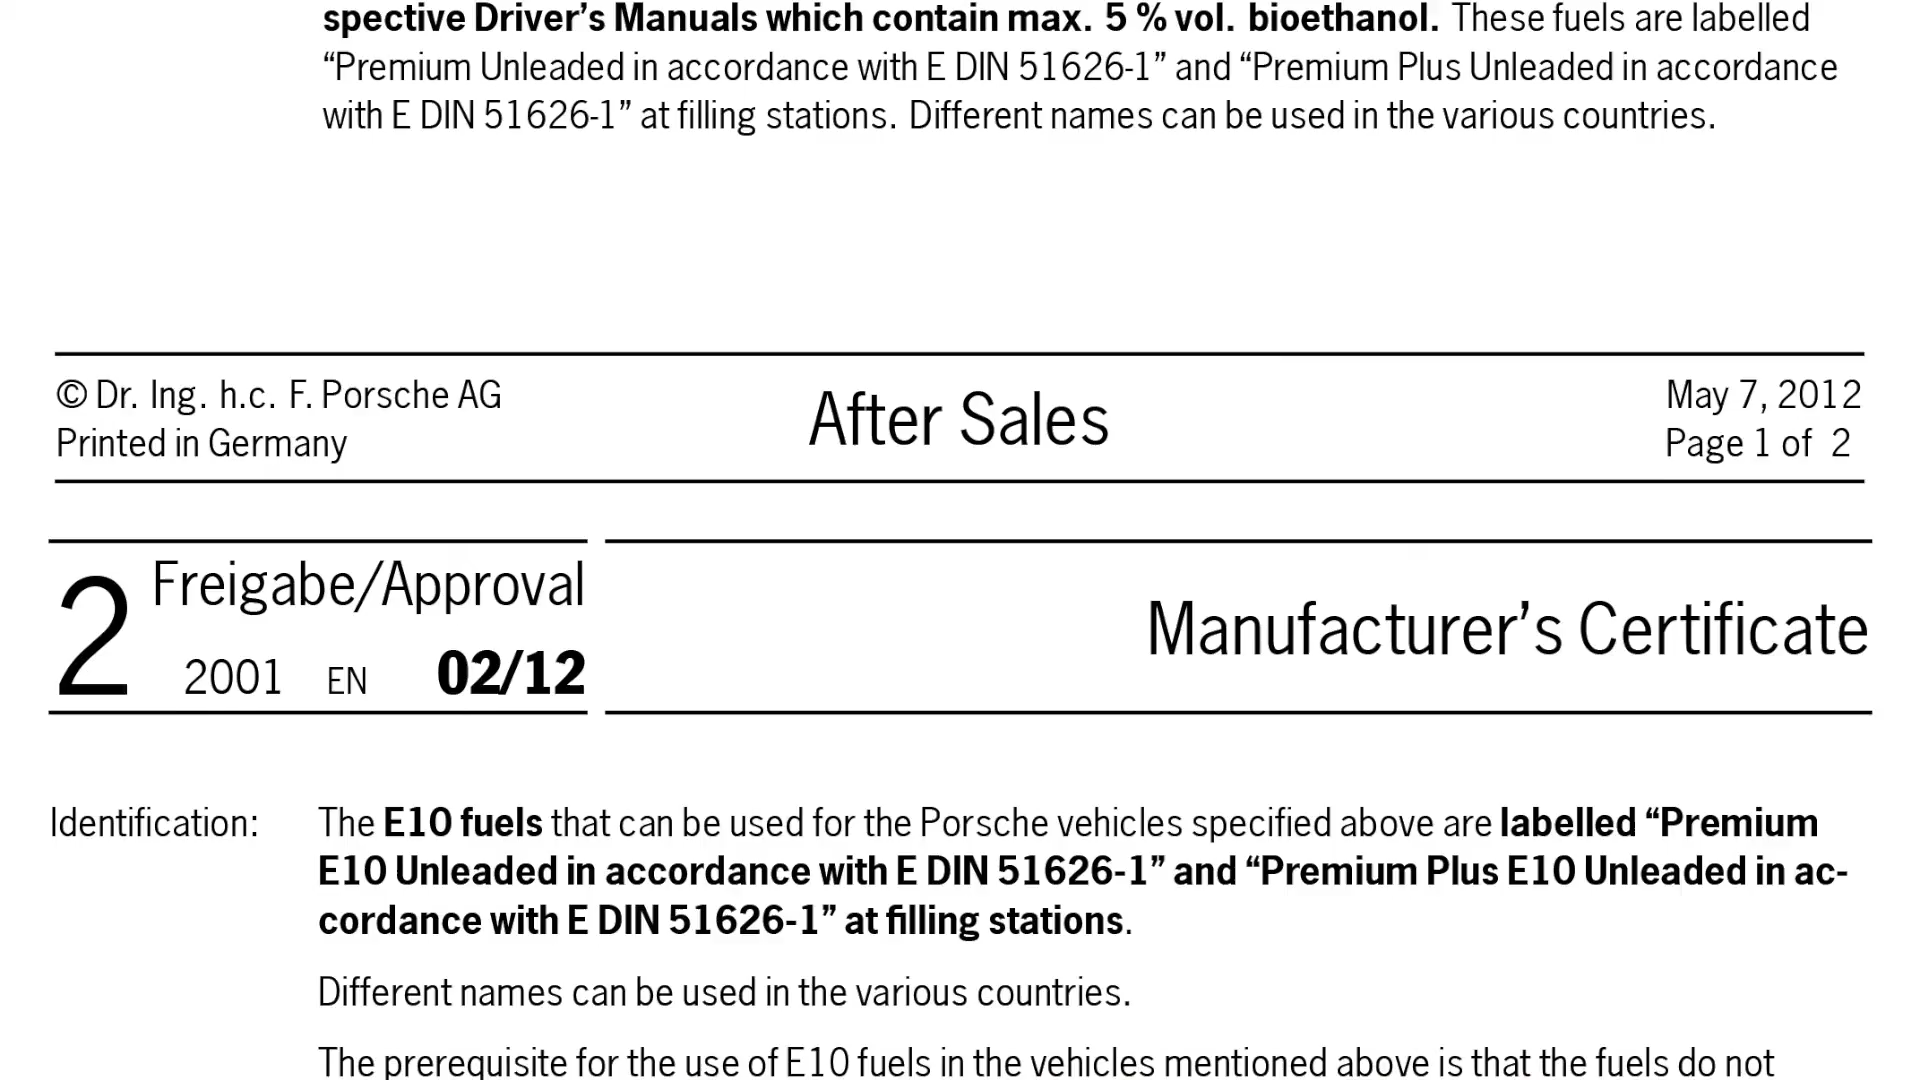 spective Driver's Manuals which contain max. 5 % vol. bioethanol. These fuels are labelled
“Premium Unleaded in accordance with E DIN 51626-1” and “Premium Plus Unleaded in accordance
with E DIN 51626-1” at filling stations. Different names can be used in the various countries.
© Dr. Ing. h.c. F. Porsche AG
Printed in Germany
After Sales
May 7, 2012
Page 1 of 2
2
Freigabe/Approval
2001 EN 02/12
Manufacturer’s Certificate
Identification: The E10 fuels that can be used for the Porsche vehicles specified above are labelled “Premium
E10 Unleaded in accordance with E DIN 51626-1” and “Premium Plus E10 Unleaded in ac-
cordance with E DIN 51626-1” at filling stations.
Different names can be used in the various countries.
The prerequisite for the use of E10 fuels in the vehicles mentioned above is that the fuels do not